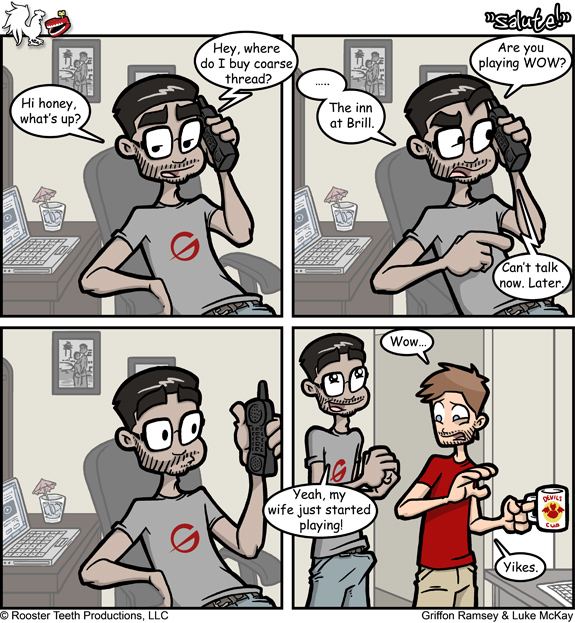 "salute!"
Hi honey,
what's up?
Hey, where
do I buy coarse
thread?
Are you
playing WOW?
.....
The inn
at Brill.
Can't talk
now. Later.
Wow...
Yeah, my
wife just started
playing!
DEVILS
CLUB
Yikes.
© Rooster Teeth Productions, LLC
Griffon Ramsey & Luke McKay